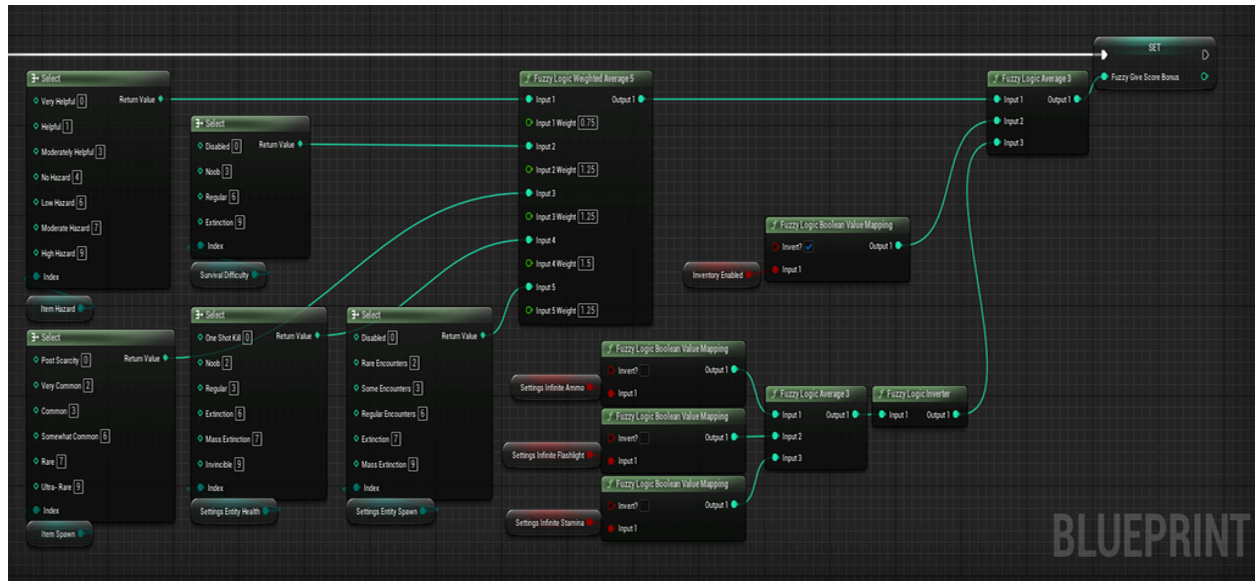 SET
Fuzzy Give Score Bonus
Select
Very Helpful 0 Return Value
Helpful 1
Moderately Helpful 3
No Hazard 4
Low Hazard 6
Moderate Hazard 7
High Hazard 9
Index
Item Hazard
Select
Disabled 0 Return Value
Noob 3
Regular 6
Extinction 9
Index
Survival Difficulty
Fuzzy Logic Weighted Average 5
Input 1 Output 1
Input 1 Weight 0.75
Input 2
Input 2 Weight 1.25
Input 3
Input 3 Weight 1.25
Input 4
Input 4 Weight 1.5
Input 5
Input 5 Weight 1.25
Fuzzy Logic Average 3
Input 1 Output 1
Input 2
Input 3
Fuzzy Logic Boolean Value Mapping
Invert? Output 1
Input 1
Inventory Enabled
Select
Post Scarcity 0 Return Value
Very Common 2
Common 3
Somewhat Common 6
Rare 7
Ultra- Rare 9
Index
Item Spawn
Select
One Shot Kill 0 Return Value
Noob 2
Regular 3
Extinction 6
Mass Extinction 7
Invincible 9
Index
Settings Entity Health
Select
Disabled 0 Return Value
Rare Encounters 2
Some Encounters 3
Regular Encounters 6
Extinction 7
Mass Extinction 9
Index
Settings Entity Spawn
Fuzzy Logic Boolean Value Mapping
Invert? Output 1
Input 1
Settings Infinite Ammo
Fuzzy Logic Boolean Value Mapping
Invert? Output 1
Input 1
Settings Infinite Flashlight
Fuzzy Logic Boolean Value Mapping
Invert? Output 1
Input 1
Settings Infinite Stamina
Fuzzy Logic Average 3
Input 1 Output 1
Input 2
Input 3
Fuzzy Logic Inverter
Input 1 Output 1
BLUEPRINT